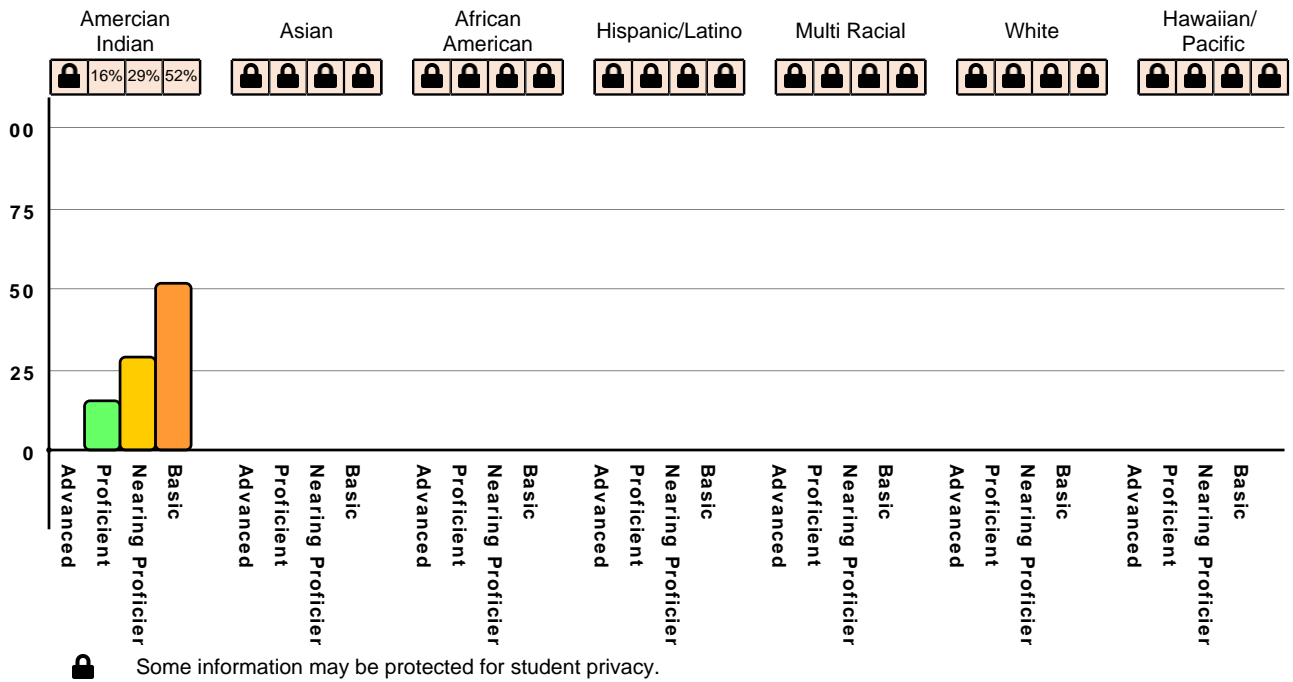 Amercian
Indian
Asian
African
American
Hispanic/Latino
Multi Racial
White
Hawaiian/
Pacific
16% 29% 52%
00
75
50
25
0
Advanced
Proficient
Nearing Proficier
Basic
Advanced
Proficient
Nearing Proficier
Basic
Advanced
Proficient
Nearing Proficier
Basic
Advanced
Proficient
Nearing Proficier
Basic
Advanced
Proficient
Nearing Proficier
Basic
Advanced
Proficient
Nearing Proficier
Basic
Advanced
Proficient
Nearing Proficier
Basic
Some information may be protected for student privacy.